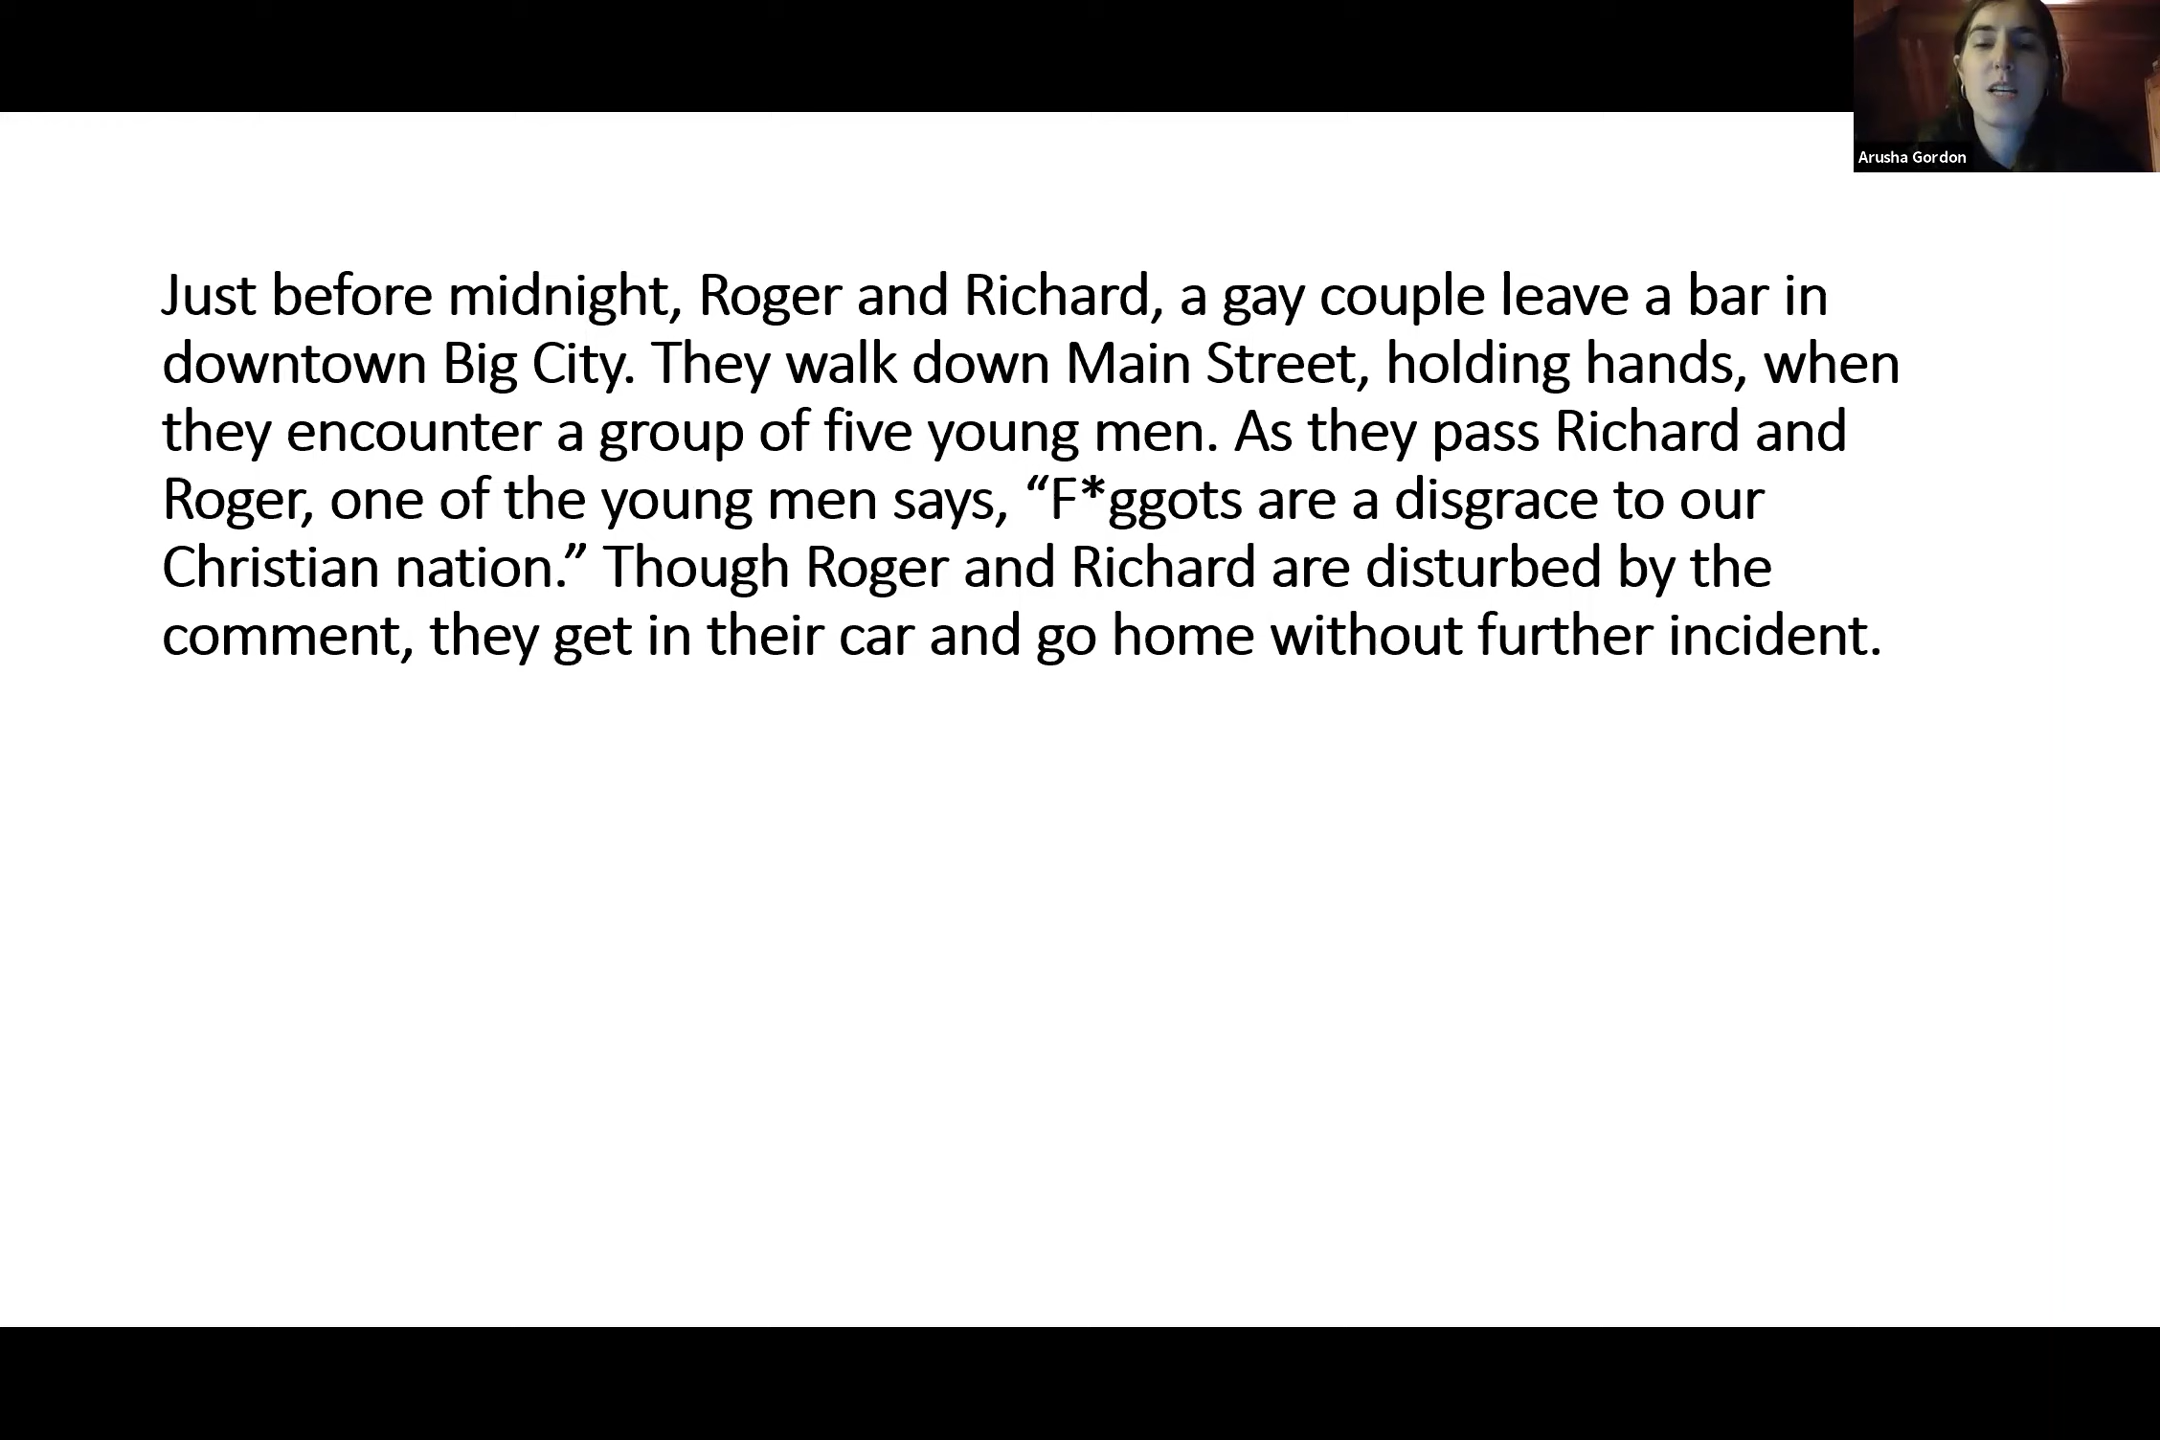 Arusha Gordon
Just before midnight, Roger and Richard, a gay couple leave a bar in
downtown Big City. They walk down Main Street, holding hands, when
they encounter a group of five young men. As they pass Richard and
Roger, one of the young men says, “F*ggots are a disgrace to our
Christian nation.” Though Roger and Richard are disturbed by the
comment, they get in their car and go home without further incident.